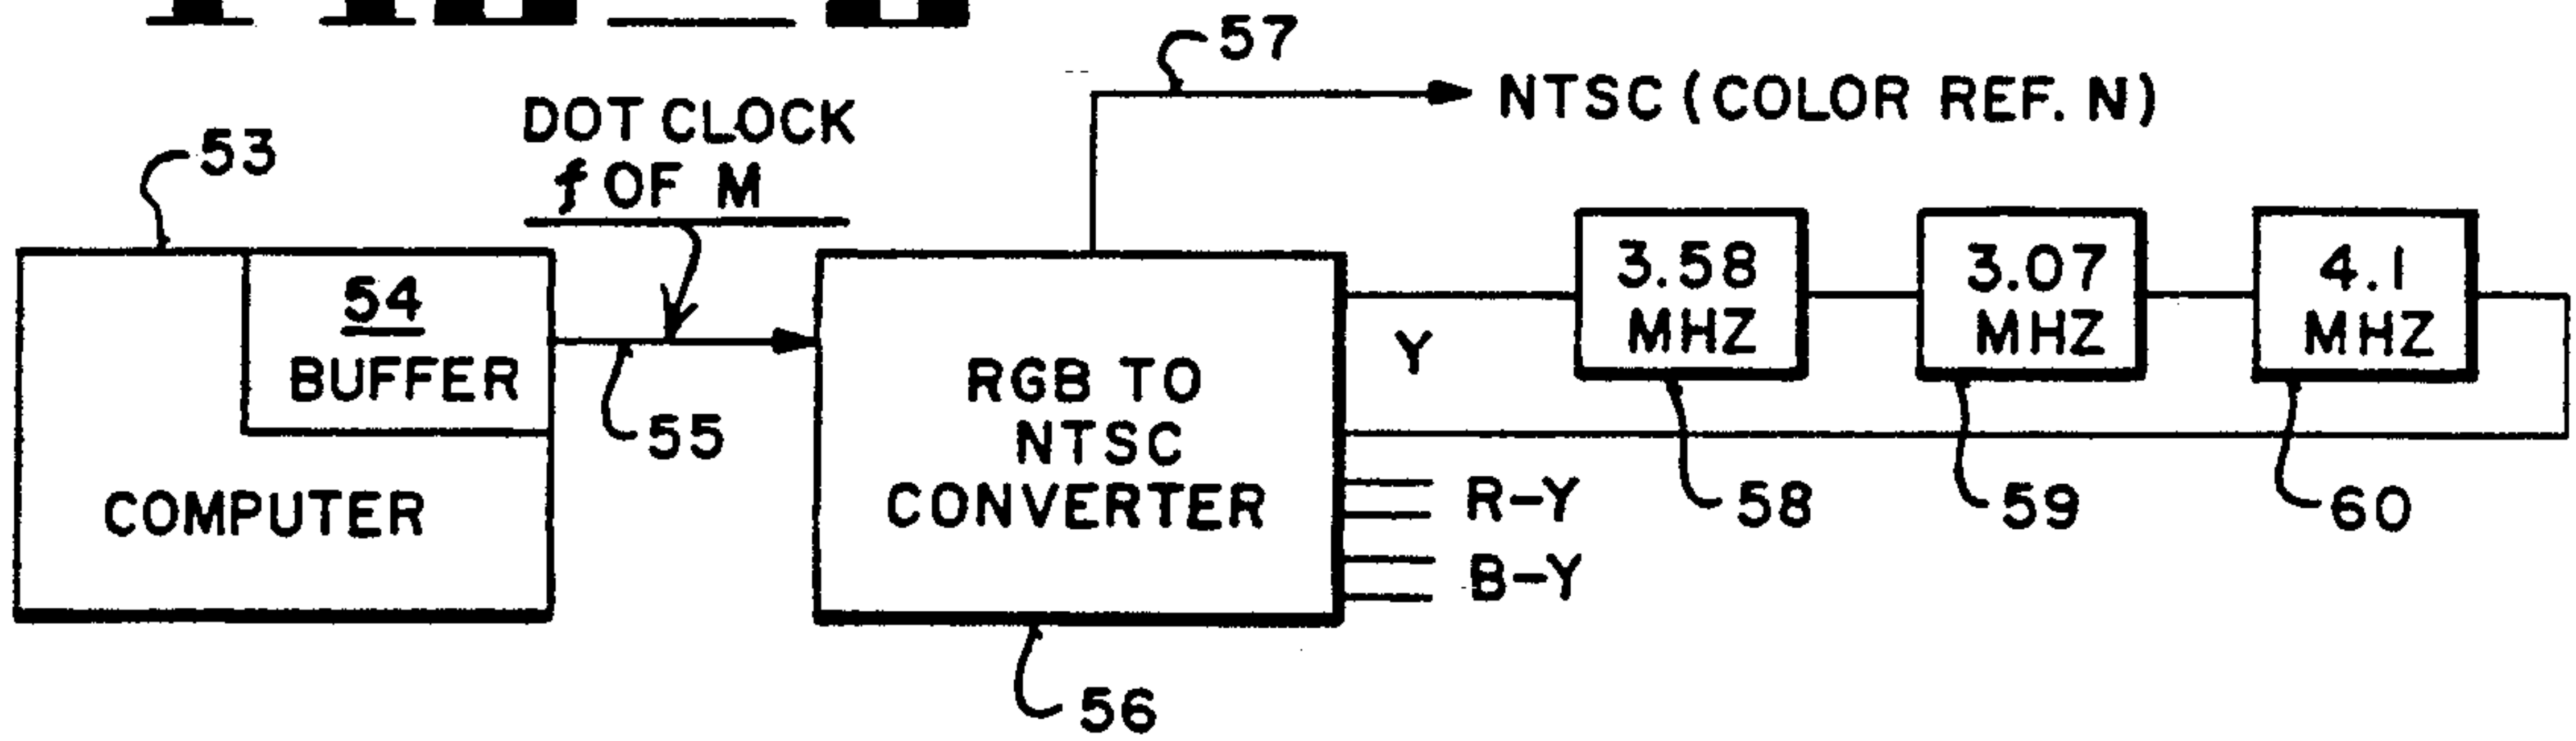 57
NTSC (COLOR REF. N)
DOT CLOCK
f OF M
53
54
BUFFER
COMPUTER
55
RGB TO
NTSC
CONVERTER
56
Y
R-Y
B-Y
3.58
MHZ
58
3.07
MHZ
59
4.1
MHZ
60